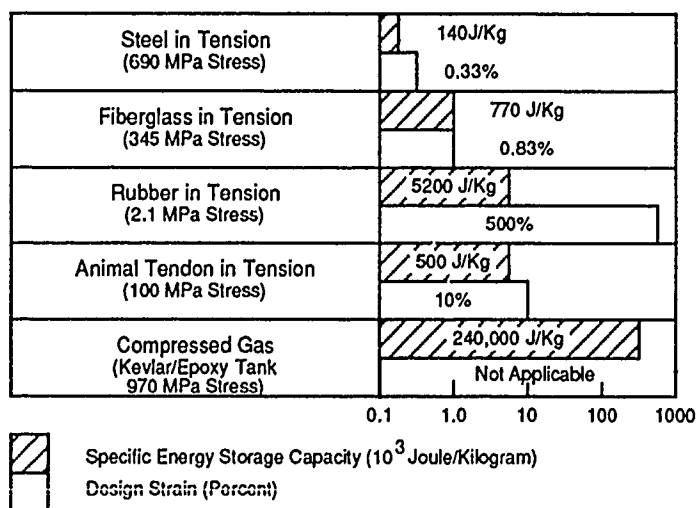 Steel in Tension
(690 MPa Stress)
140J/Kg
0.33%
Fiberglass in Tension
(345 MPa Stress)
770 J/Kg
0.83%
Rubber in Tension
(2.1 MPa Stress)
5200 J/Kg
500%
Animal Tendon in Tension
(100 MPa Stress)
500 J/Kg
10%
Compressed Gas
(Kevlar/Epoxy Tank
970 MPa Stress)
240,000 J/Kg
Not Applicable
0.1 1.0 10 100 1000
Specific Energy Storage Capacity (10³ Joule/Kilogram)
Design Strain (Percent)